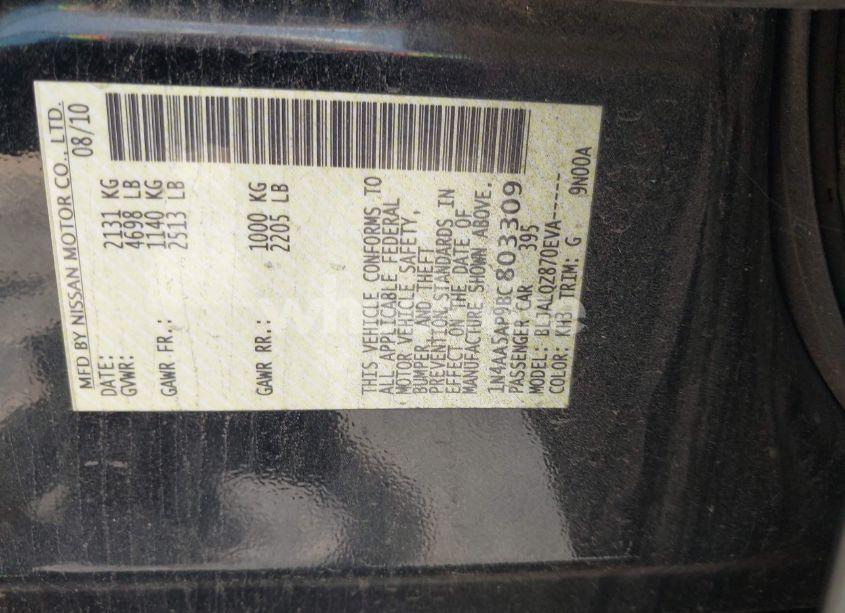 MFD BY NISSAN MOTOR CO., LTD.
DATE: 08/10
GVWR: 2131 KG
4698 LB
GAWR FR.: 1140 KG
2513 LB
GAWR RR.: 1000 KG
2205 LB
THIS VEHICLE CONFORMS TO
ALL APPLICABLE FEDERAL
MOTOR VEHICLE SAFETY,
BUMPER, AND THEFT
PREVENTION STANDARDS IN
EFFECT ON THE DATE OF
MANUFACTURE SHOWN ABOVE.
1N4AA5AP9BC803309
PASSENGER CAR 395
MODEL: BLJALQZ870EVA------
COLOR: KH3 TRIM: G 9N00A